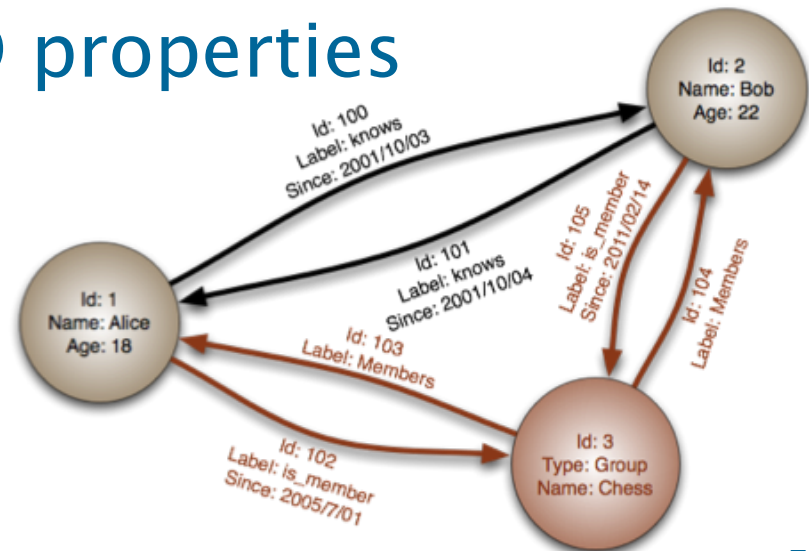 properties
Id: 100
Label: knows
Since: 2001/10/03
Id: 2
Name: Bob
Age: 22
Id: 101
Label: knows
Since: 2001/10/04
Id: 105
Label: is_member
Since: 2011/02/14
Id: 104
Label: Members
Id: 1
Name: Alice
Age: 18
Id: 103
Label: Members
Id: 102
Label: is_member
Since: 2005/7/01
Id: 3
Type: Group
Name: Chess